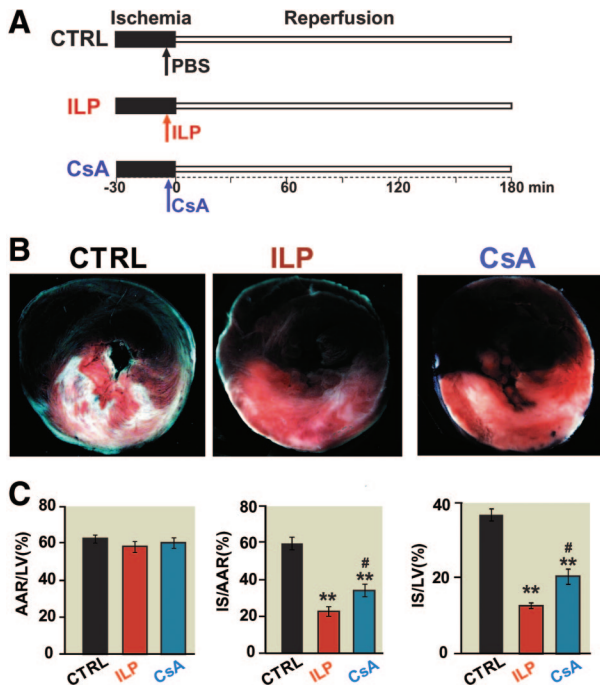 A
Ischemia Reperfusion
CTRL
PBS
ILP
ILP
CsA
-30 0 60 120 180 min
CsA
B
CTRL ILP CsA
C
AAR/LV(%)
80
60
40
20
0
CTRL ILP CsA
IS/AAR(%)
80
60
40
20
0
**
#
**
CTRL ILP CsA
IS/LV(%)
40
20
0
**
#
**
CTRL ILP CsA